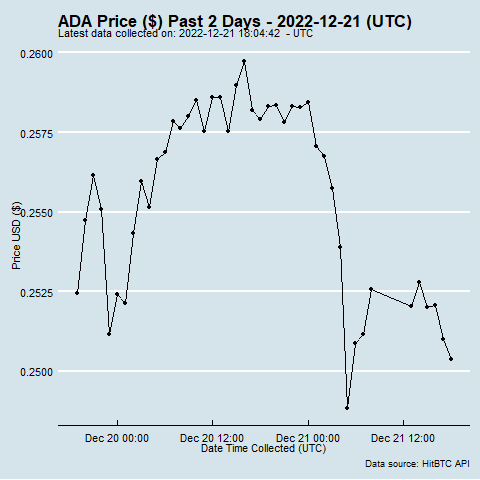 ADA Price ($) Past 2 Days - 2022-12-21 (UTC)
Latest data collected on: 2022-12-21 18:04:42 - UTC
0.2600
0.2575
0.2550
0.2525
0.2500
Price USD ($)
Dec 20 00:00 Dec 20 12:00 Dec 21 00:00 Dec 21 12:00
Date Time Collected (UTC)
Data source: HitBTC API